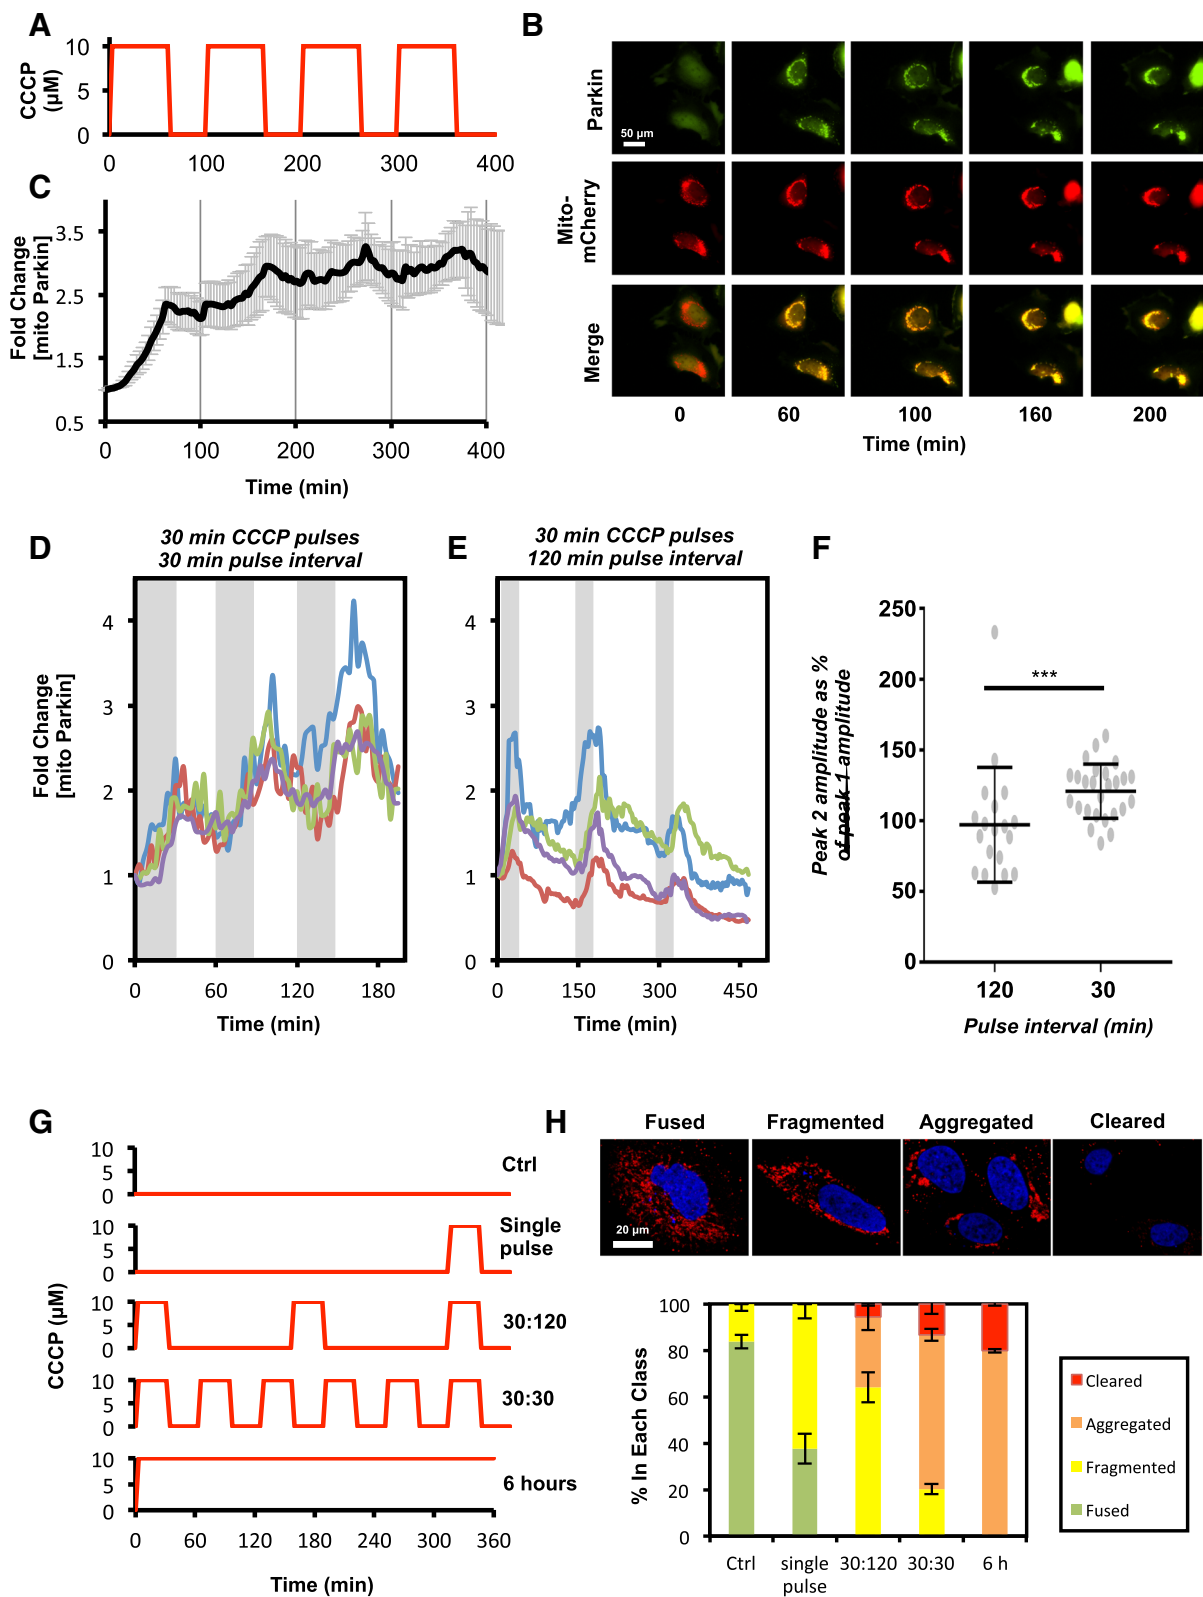 A
CCCP
(μM)
10
5
0
0 100 200 300 400
B
Parkin
50 μm
Mito-
mCherry
Merge
0 60 100 160 200
Time (min)
C
Fold Change
[mito Parkin]
3.5
2.5
1.5
0.5
0 100 200 300 400
Time (min)
D
30 min CCCP pulses
30 min pulse interval
Fold Change
[mito Parkin]
4
3
2
1
0
0 60 120 180
Time (min)
E
30 min CCCP pulses
120 min pulse interval
4
3
2
1
0
0 150 300 450
Time (min)
F
Peak 2 amplitude as %
of peak 1 amplitude
250
200
150
100
50
0
***
120 30
Pulse interval (min)
G
CCCP (μM)
10
5
0
Ctrl
10
5
0
Single
pulse
10
5
0
30:120
10
5
0
30:30
10
5
0
6 hours
0 60 120 180 240 300 360
Time (min)
H
Fused Fragmented Aggregated Cleared
20 μm
% In Each Class
100
80
60
40
20
0
Ctrl single 30:120 30:30 6 h
pulse
Cleared
Aggregated
Fragmented
Fused